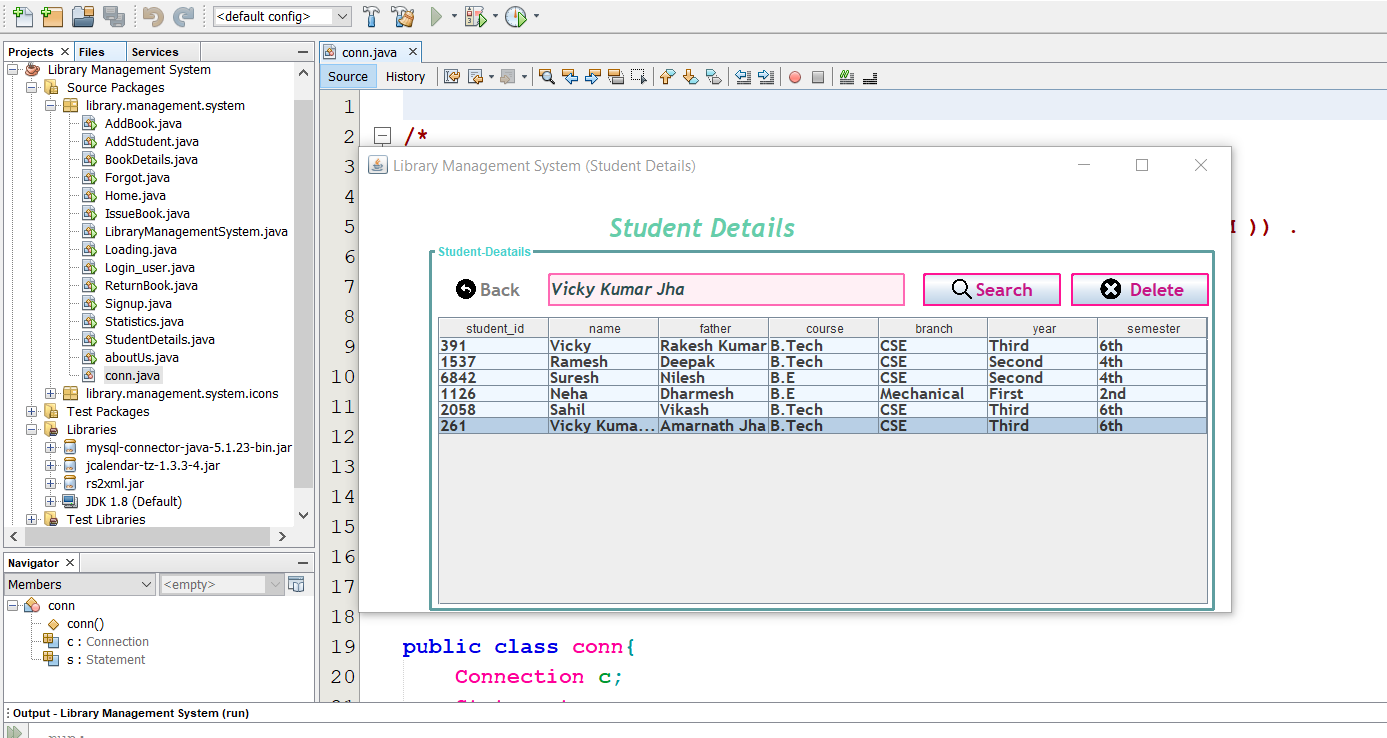 <default config>
Projects
Files
Services
Library Management System
Source Packages
library.management.system
AddBook.java
AddStudent.java
BookDetails.java
Forgot.java
Home.java
IssueBook.java
LibraryManagementSystem.java
Loading.java
Login_user.java
ReturnBook.java
Signup.java
Statistics.java
StudentDetails.java
aboutUs.java
conn.java
library.management.system.icons
Test Packages
Libraries
mysql-connector-java-5.1.23-bin.jar
jcalendar-tz-1.3.3-4.jar
rs2xml.jar
JDK 1.8 (Default)
Test Libraries
Navigator
Members <empty>
conn
conn()
c : Connection
s : Statement
conn.java
Source History
1
2 /*
3
4
5 )) .
6
7
8
9
10
11
12
13
14
15
16
17
18
19 public class conn{
20 Connection c;
Library Management System (Student Details)
Student Details
Student-Deatails
Back Vicky Kumar Jha Search Delete
student_id name father course branch year semester
391 Vicky Rakesh Kumar B.Tech CSE Third 6th
1537 Ramesh Deepak B.Tech CSE Second 4th
6842 Suresh Nilesh B.E CSE Second 4th
1126 Neha Dharmesh B.E Mechanical First 2nd
2058 Sahil Vikash B.Tech CSE Third 6th
261 Vicky Kuma... Amarnath Jha B.Tech CSE Third 6th
Output - Library Management System (run)